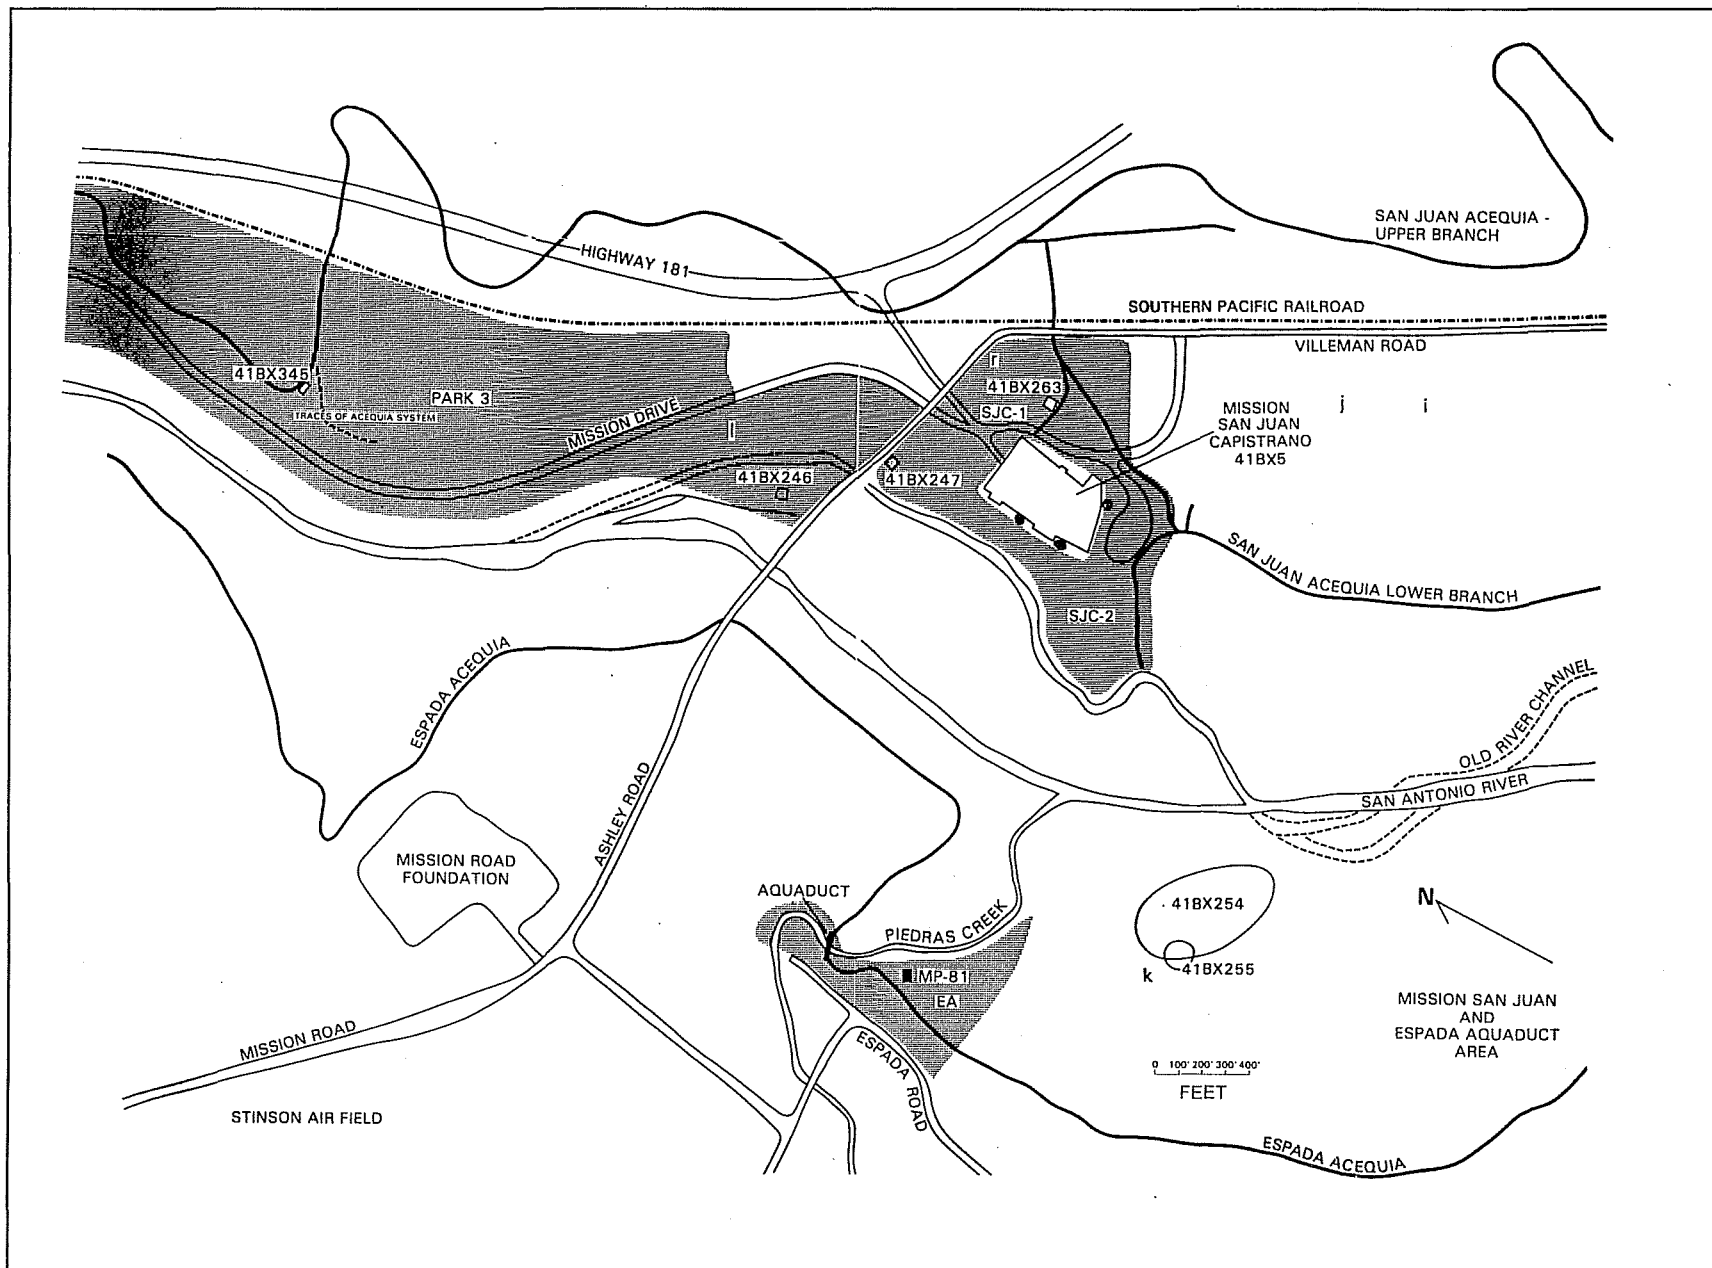 SAN JUAN ACEQUIA -
UPPER BRANCH
HIGHWAY 181
SOUTHERN PACIFIC RAILROAD
VILLEMAN ROAD
r
41BX345
41BX263
PARK 3
SJC-1
TRACES OF ACEQUIA SYSTEM
MISSION DRIVE
l
MISSION
SAN JUAN
CAPISTRANO
41BX5
j
i
41BX246
41BX247
SAN JUAN ACEQUIA LOWER BRANCH
SJC-2
ESPADA ACEQUIA
OLD RIVER CHANNEL
SAN ANTONIO RIVER
ASHLEY ROAD
MISSION ROAD
FOUNDATION
AQUADUCT
PIEDRAS CREEK
41BX254
N
41BX255
k
MP-81
EA
MISSION SAN JUAN
AND
ESPADA AQUADUCT
AREA
MISSION ROAD
ESPADA ROAD
0 100' 200' 300' 400'
FEET
STINSON AIR FIELD
ESPADA ACEQUIA